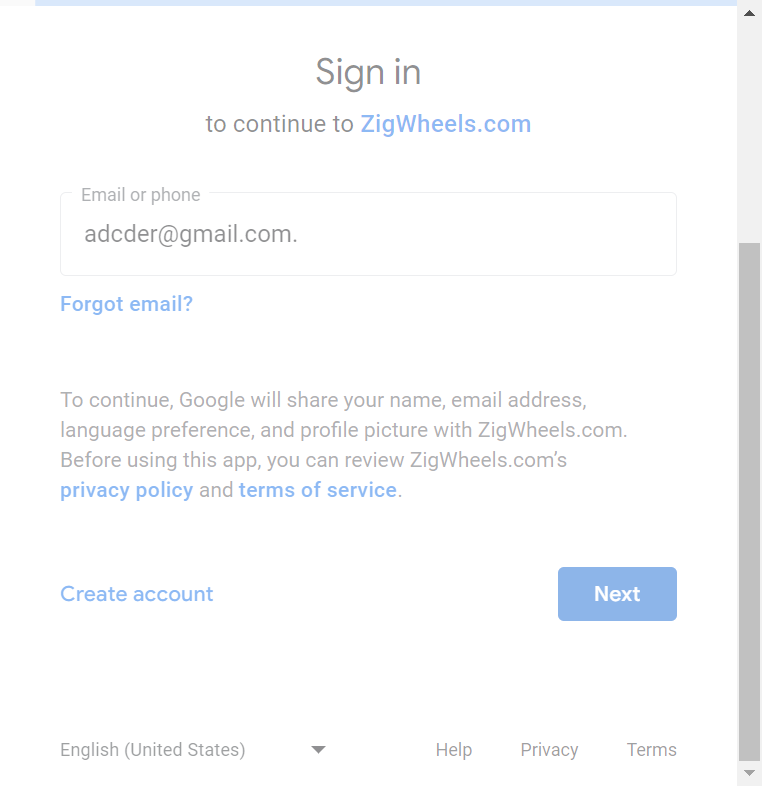 Sign in
to continue to ZigWheels.com
Email or phone
adcder@gmail.com.
Forgot email?
To continue, Google will share your name, email address,
language preference, and profile picture with ZigWheels.com.
Before using this app, you can review ZigWheels.com’s
privacy policy and terms of service.
Create account
Next
English (United States)
Help
Privacy
Terms